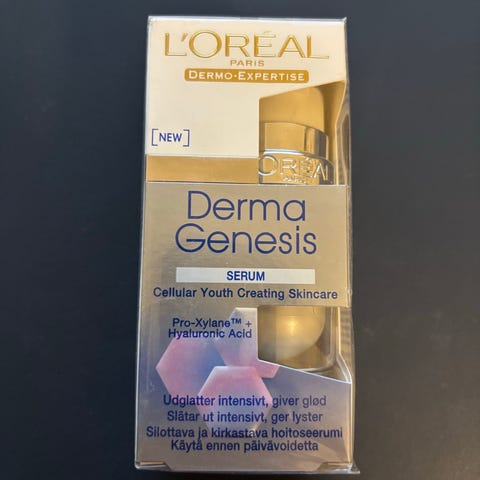 L'ORÉAL
PARIS
DERMO-EXPERTISE
[NEW]
ORÉAL
Derma
Genesis
SERUM
Cellular Youth Creating Skincare
Pro-Xylane™ +
Hyaluronic Acid
Udglatter intensivt, giver glød
Slätar ut intensivt, ger lyster
Silottava ja kirkastava hoitoseerumi
Käytä ennen päivävoidetta